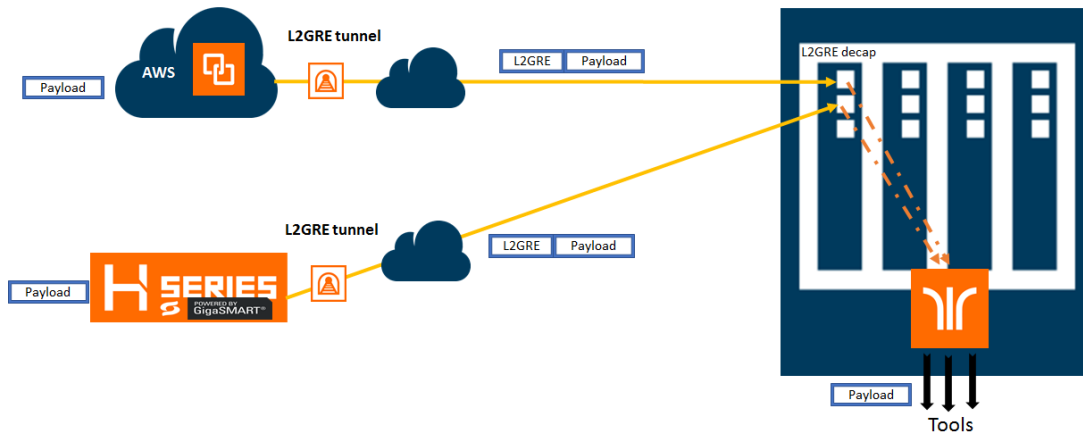 L2GRE tunnel
L2GRE decap
AWS
Payload
L2GRE Payload
L2GRE tunnel
L2GRE Payload
Payload
H SERIES
POWERED BY
GigaSMART®
Payload
Tools